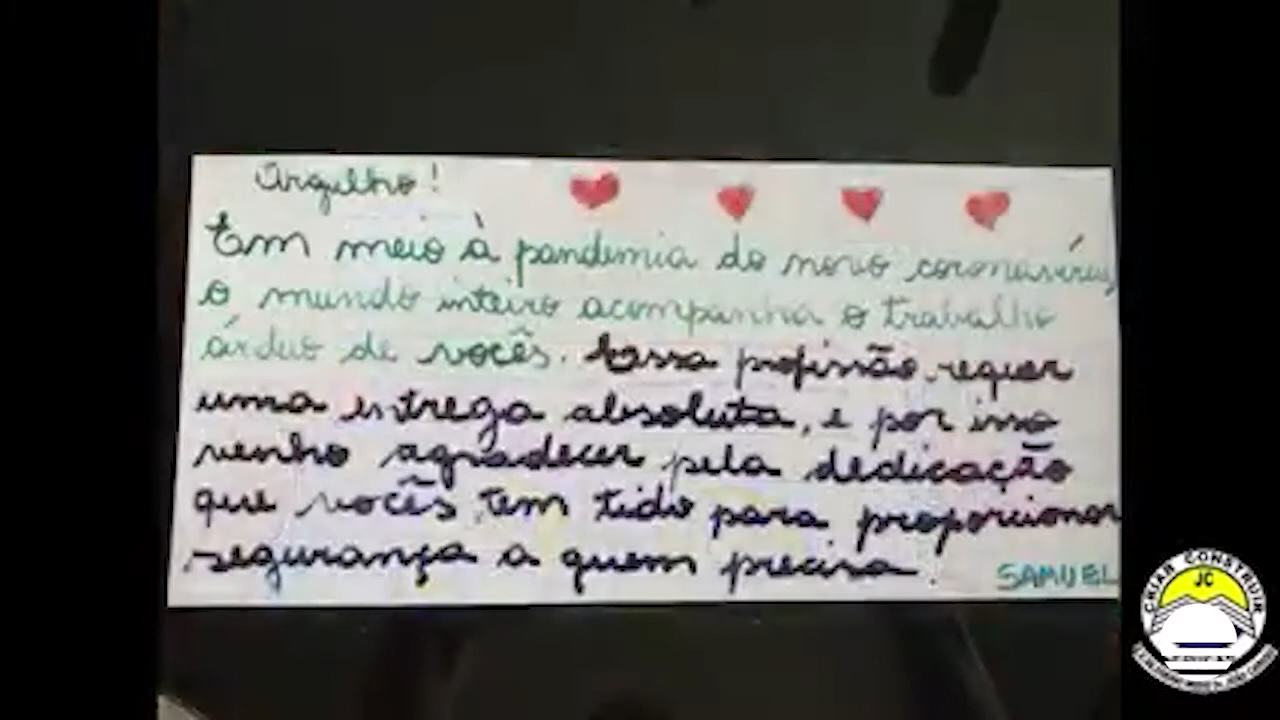 Orgulho!
Em meio à pandemia do novo coronavírus,
o mundo inteiro acompanha o trabalho
árduo de vocês. Essa profissão requer
uma entrega absoluta, e por isso
venho agradecer pela dedicação
que vocês tem tido para proporcionar
segurança a quem precisa.
SAMUEL
CRIAR CONSTRUIR
JC